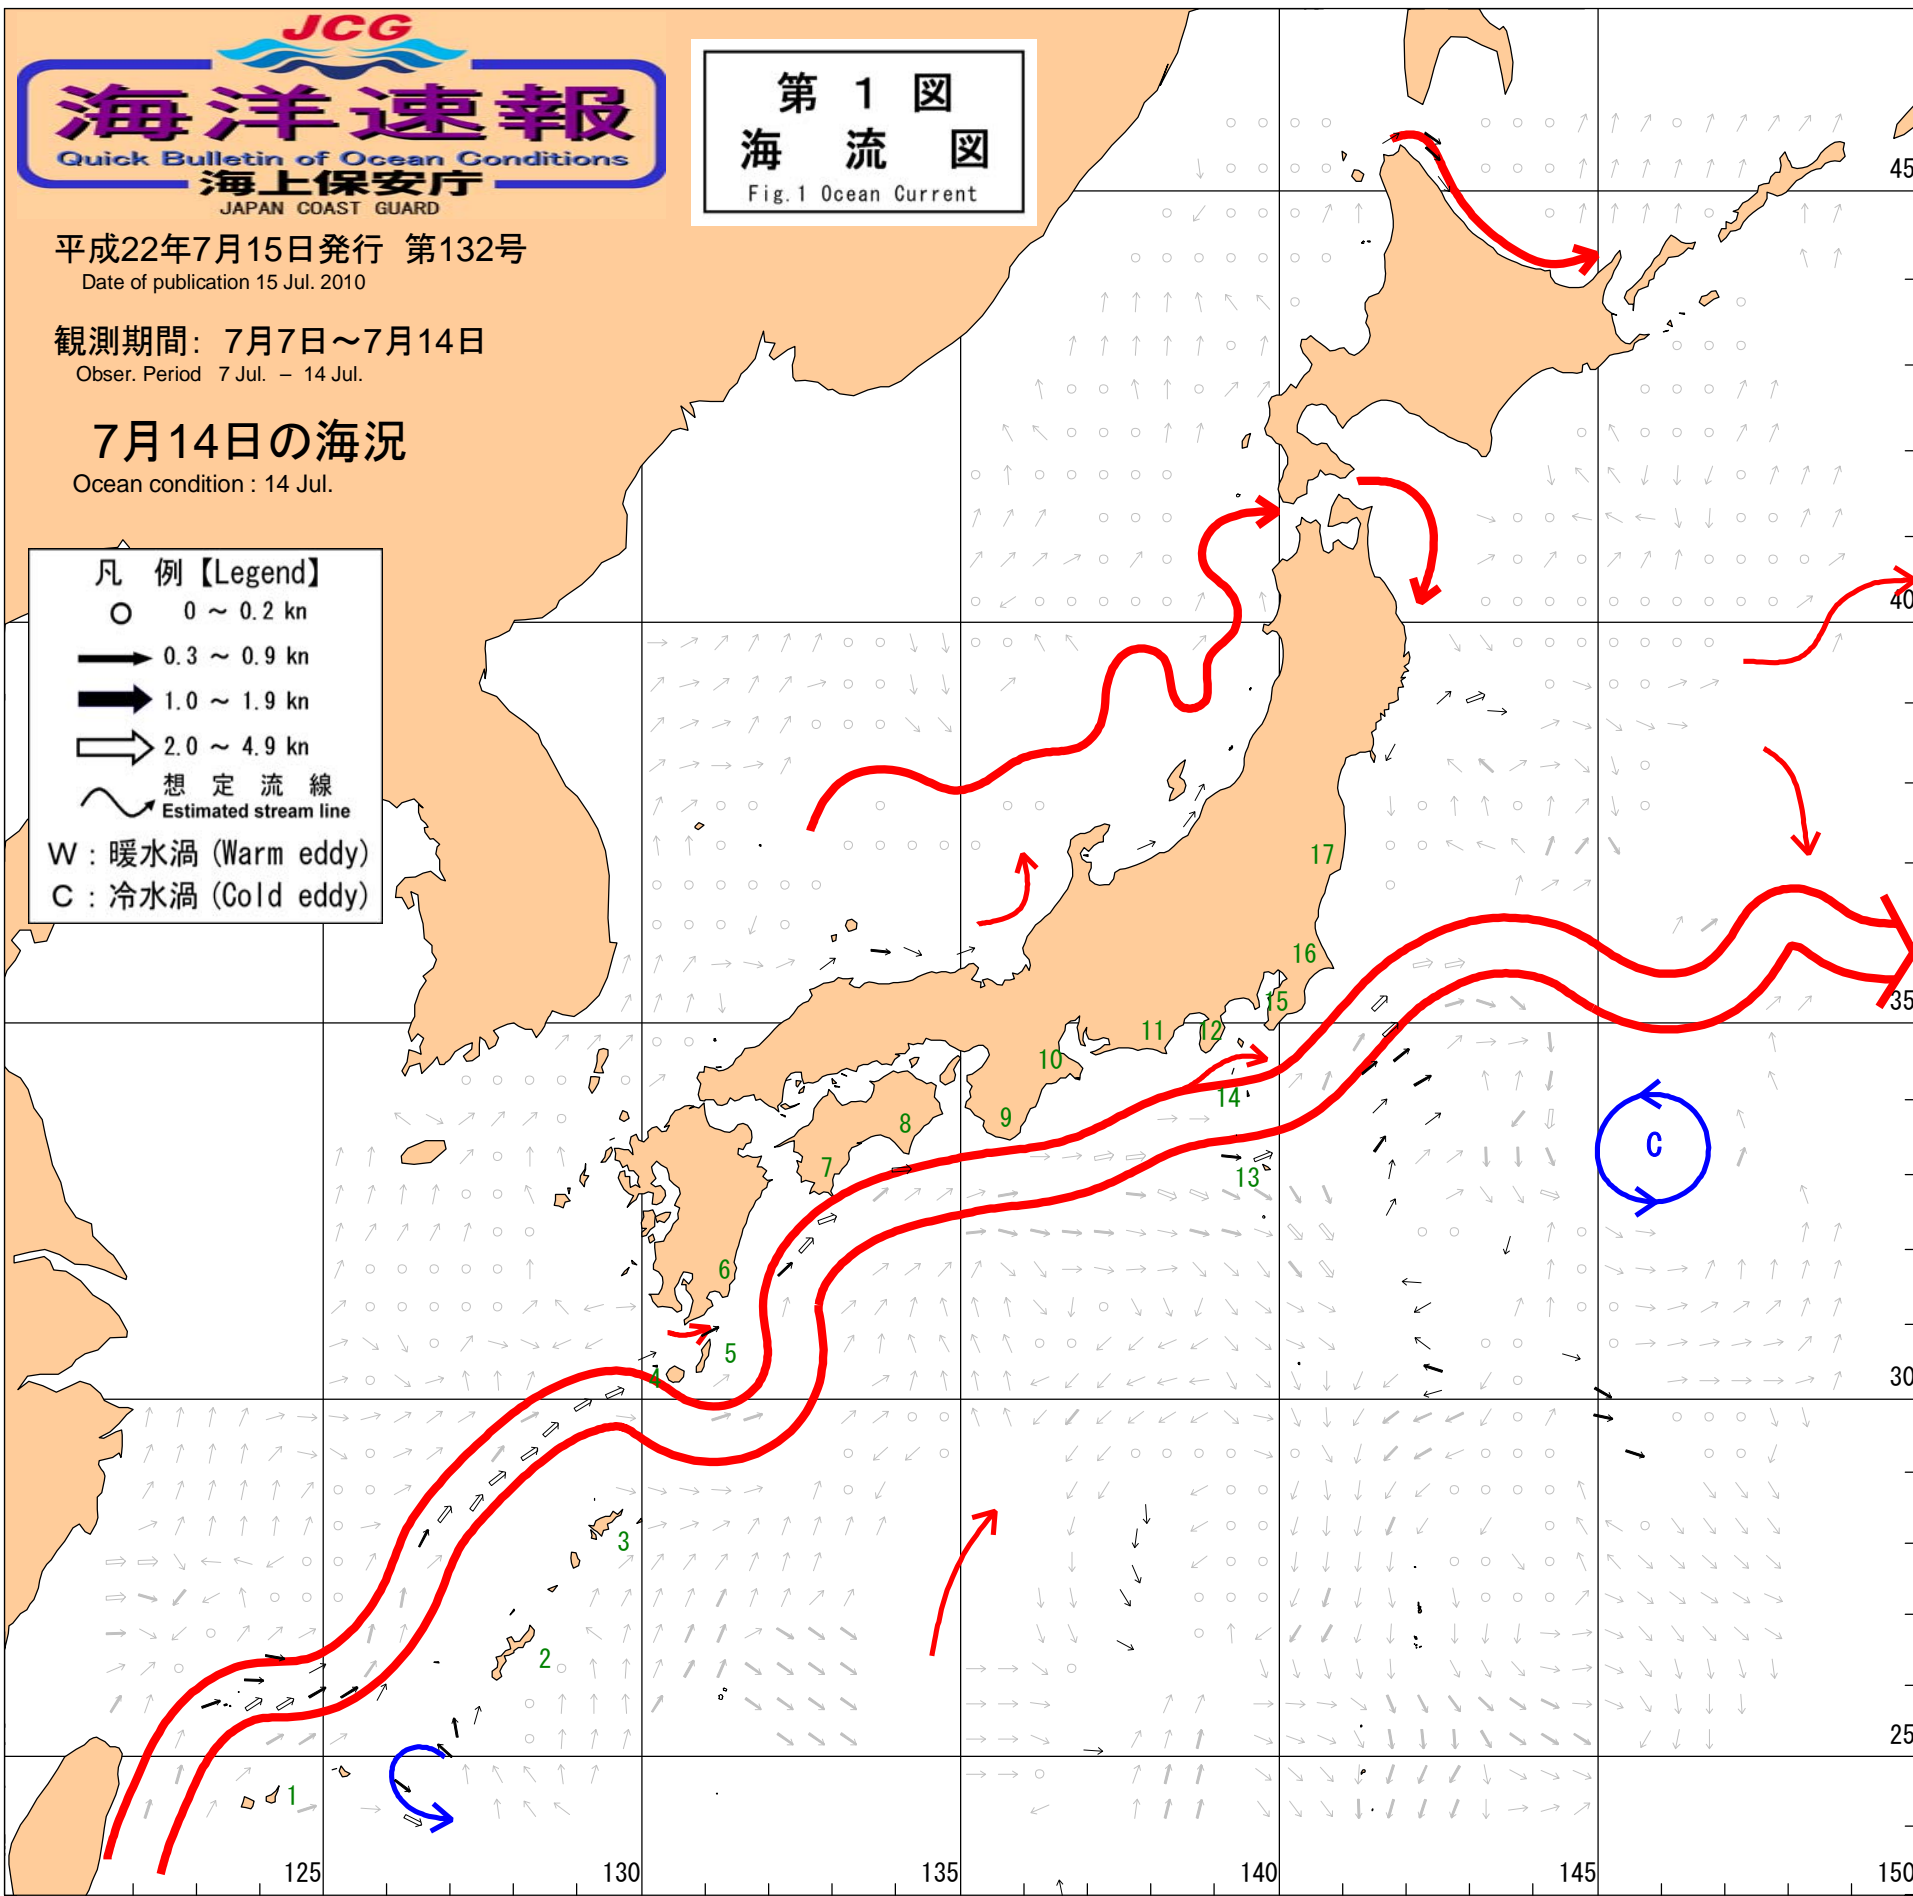 JCG
海洋速報
Quick Bulletin of Ocean Conditions
海上保安庁
JAPAN COAST GUARD
第 1 図
海 流 図
Fig.1 Ocean Current
平成22年7月15日発行 第132号
Date of publication 15 Jul. 2010
観測期間: 7月7日～7月14日
Obser. Period 7 Jul. – 14 Jul.
7月14日の海況
Ocean condition : 14 Jul.
凡 例【Legend】
0 ～ 0.2 kn
0.3 ～ 0.9 kn
1.0 ～ 1.9 kn
2.0 ～ 4.9 kn
想 定 流 線
Estimated stream line
W : 暖水渦 (Warm eddy)
C : 冷水渦 (Cold eddy)
45
40
17
16
35
15
12
11
10
14
9
8
C
7
13
6
5
4
30
3
2
25
1
125
130
135
140
145
150